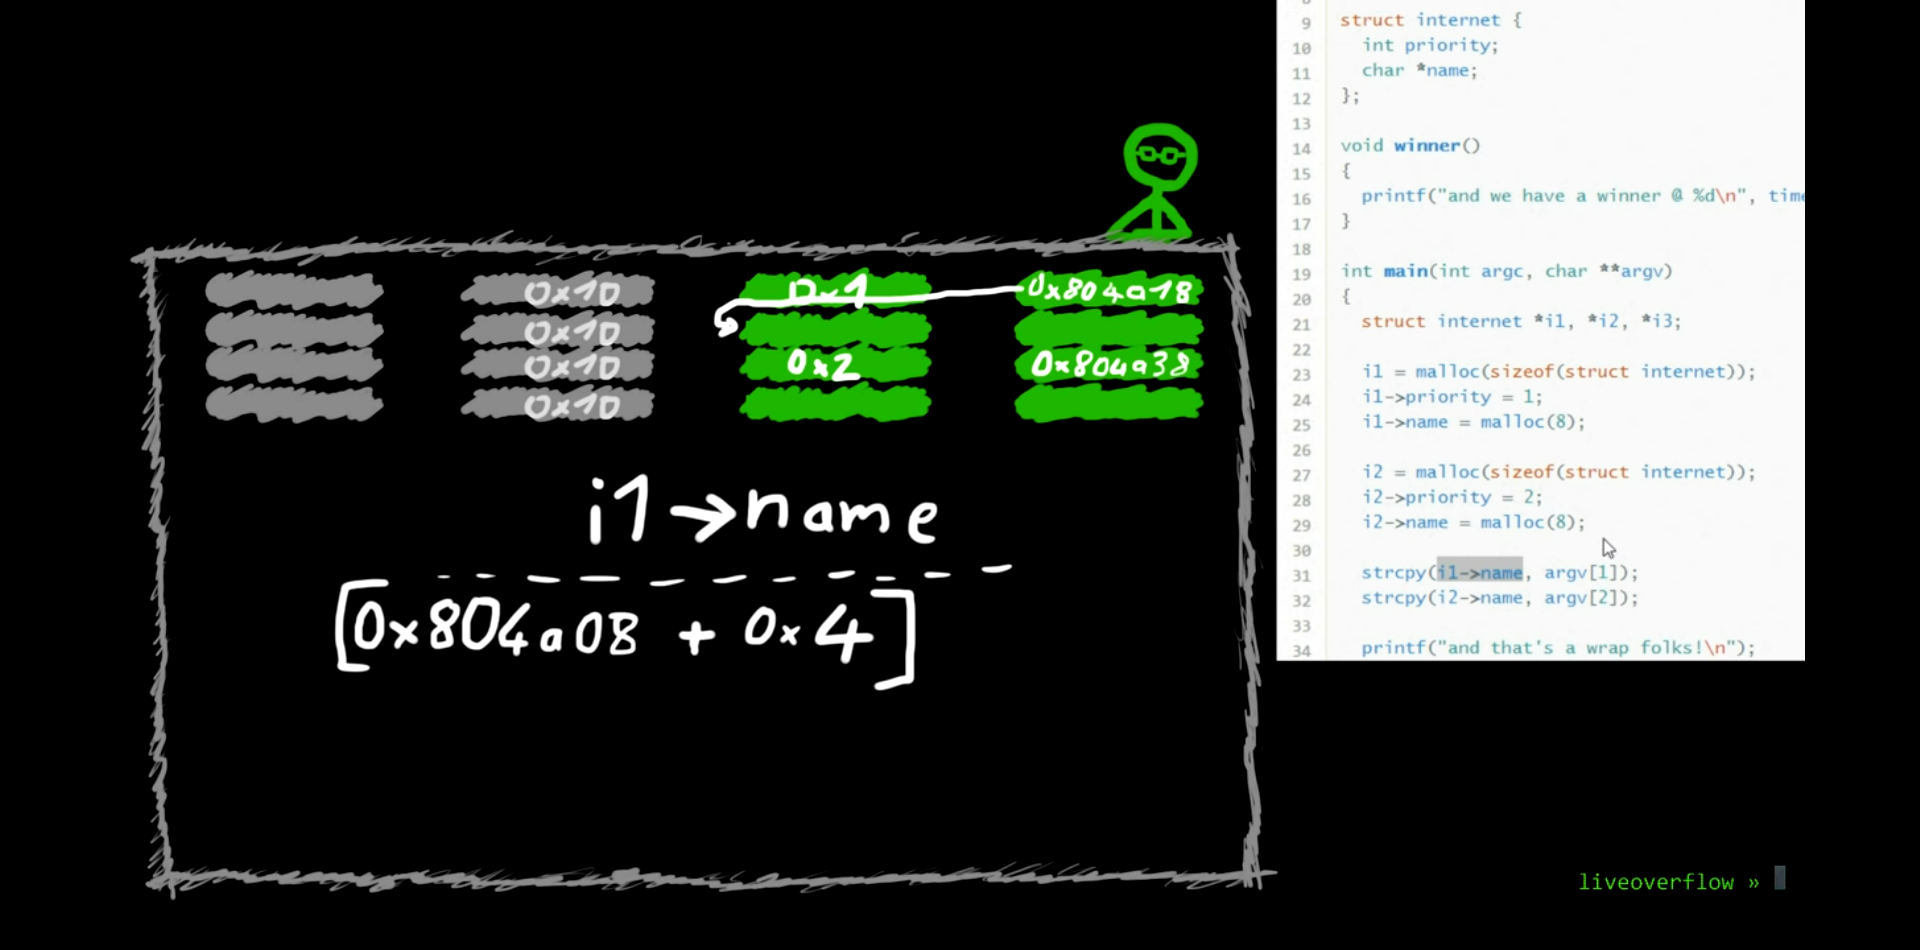 0x10 0x1 0x804a18
0x10
0x10 0x2 0x804a38
0x10
i1→name
[0x804a08 + 0x4]
9 struct internet {
10 int priority;
11 char *name;
12 };
13
14 void winner()
15 {
16 printf("and we have a winner @ %d\n", time
17 }
18
19 int main(int argc, char **argv)
20 {
21 struct internet *i1, *i2, *i3;
22
23 i1 = malloc(sizeof(struct internet));
24 i1->priority = 1;
25 i1->name = malloc(8);
26
27 i2 = malloc(sizeof(struct internet));
28 i2->priority = 2;
29 i2->name = malloc(8);
30
31 strcpy(i1->name, argv[1]);
32 strcpy(i2->name, argv[2]);
33
34 printf("and that's a wrap folks!\n");
liveoverflow »